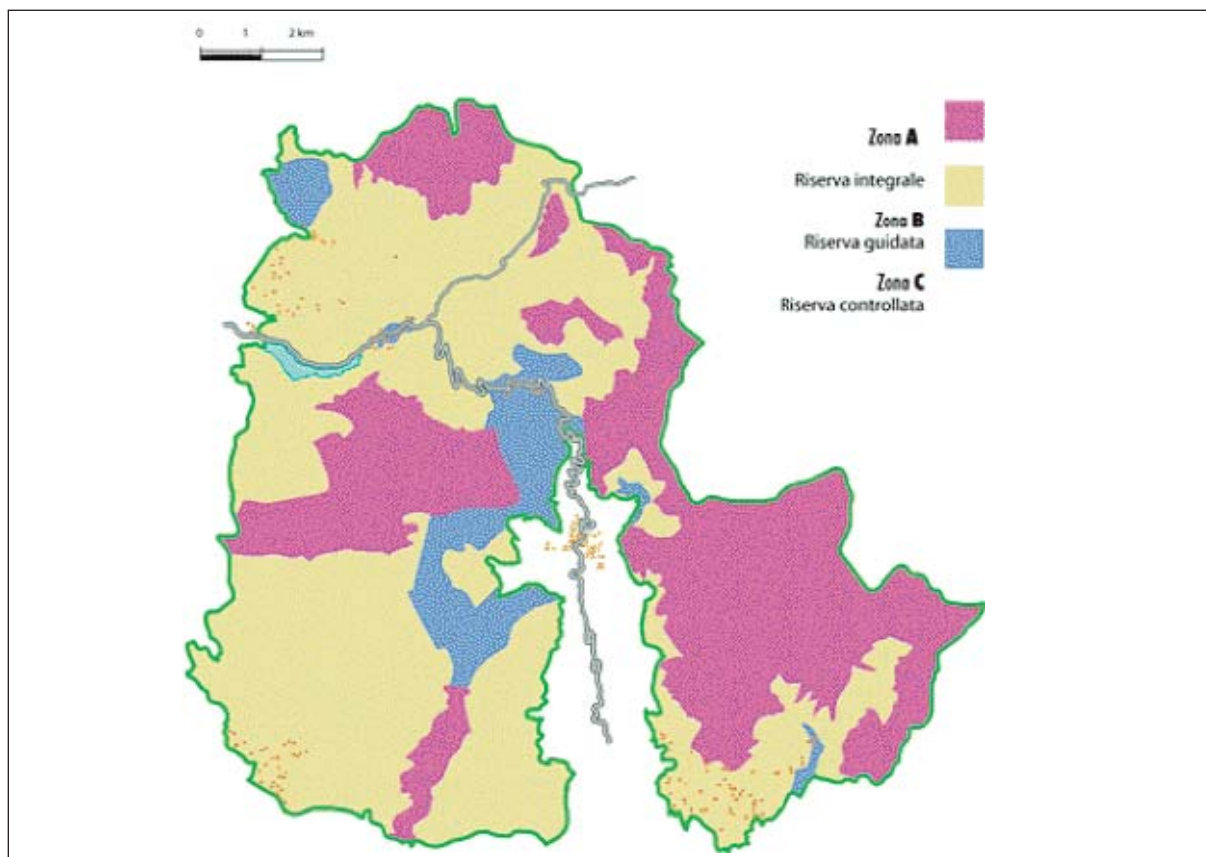 0 1 2 km
Zona A
Riserva integrale
Zona B
Riserva guidata
Zona C
Riserva controllata